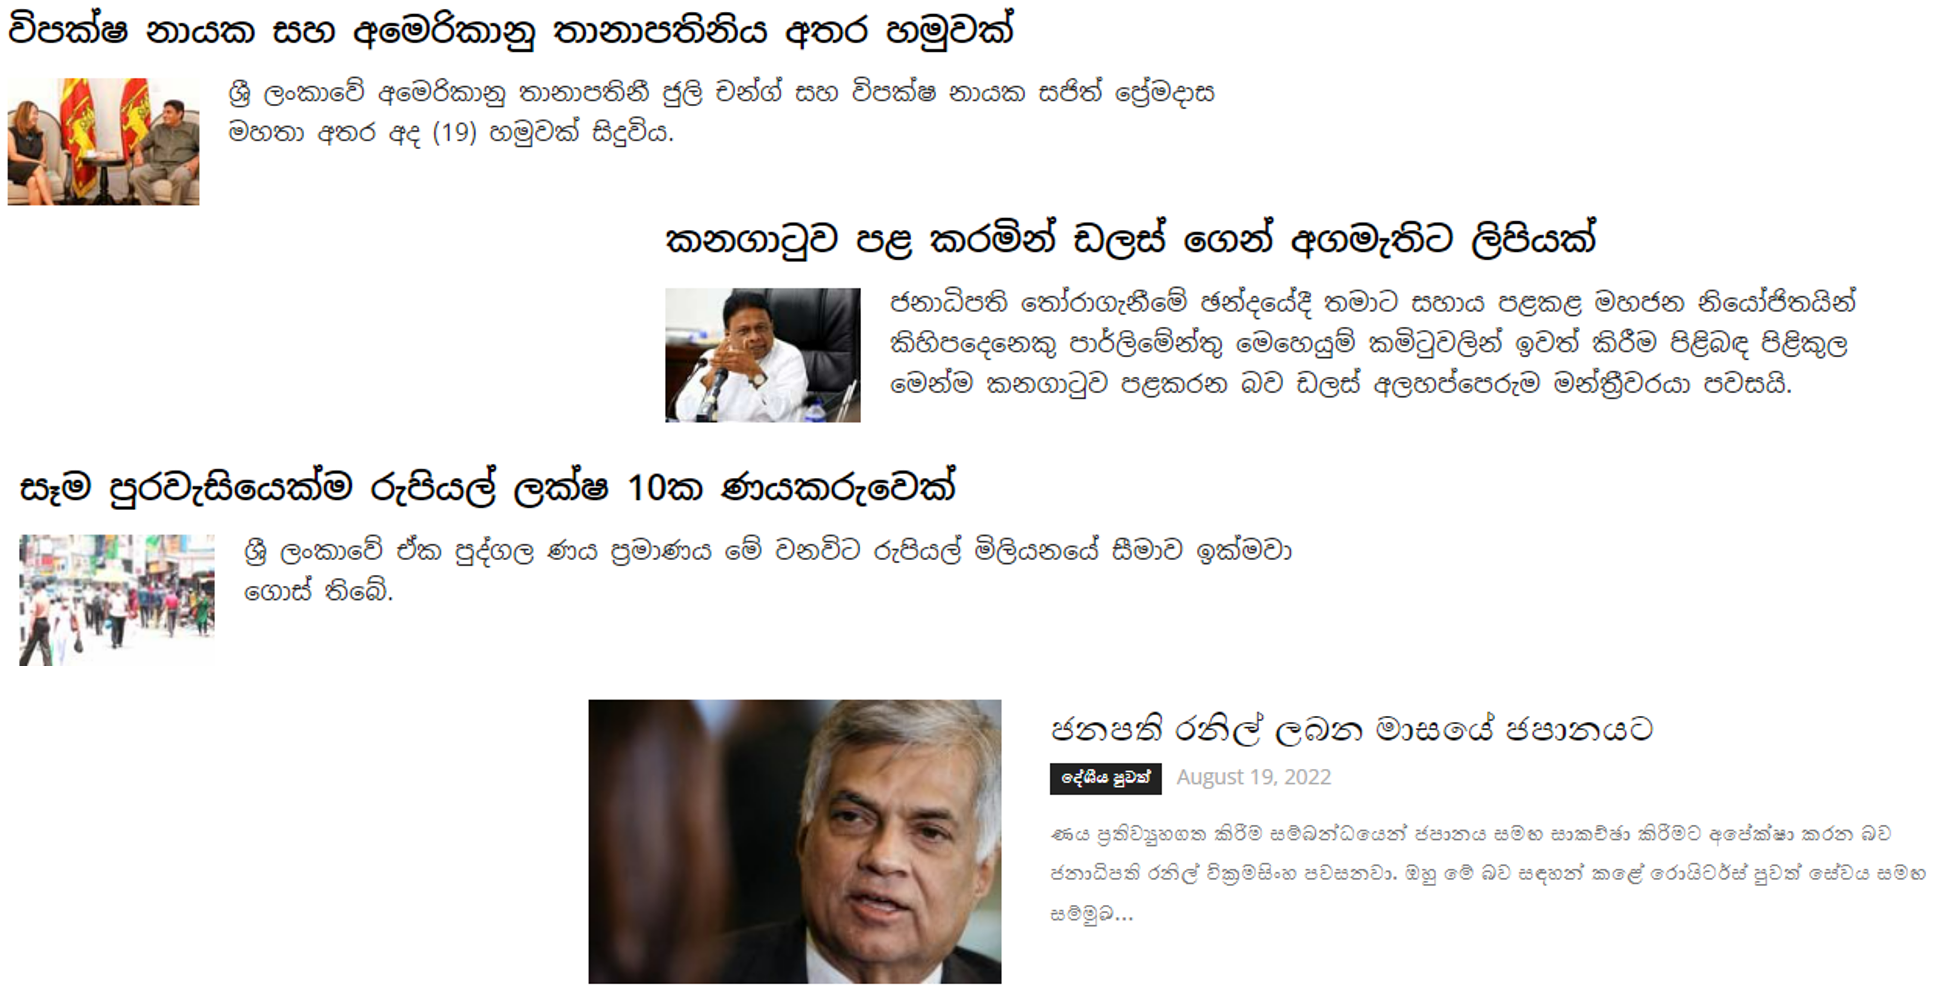 විපක්ෂ නායක සහ අමෙරිකානු තානාපතිනිය අතර හමුවක්
ශ්‍රී ලංකාවේ අමෙරිකානු තානාපතිනී ජුලි චන්ග් සහ විපක්ෂ නායක සජිත් ප්‍රේමදාස
මහතා අතර අද (19) හමුවක් සිදුවිය.
කනගාටුව පළ කරමින් ඩලස් ගෙන් අගමැතිට ලිපියක්
ජනාධිපති තෝරාගැනීමේ ඡන්දයේදී තමාට සහාය පළකළ මහජන නියෝජිතයින්
කිහිපදෙනෙකු පාර්ලිමේන්තු මෙහෙයුම් කමිටුවලින් ඉවත් කිරීම පිළිබඳ පිළිකුල
මෙන්ම කනගාටුව පළකරන බව ඩලස් අලහප්පෙරුම මන්ත්‍රීවරයා පවසයි.
සෑම පුරවැසියෙක්ම රුපියල් ලක්ෂ 10ක ණයකරුවෙක්
ශ්‍රී ලංකාවේ ඒක පුද්ගල ණය ප්‍රමාණය මේ වනවිට රුපියල් මිලියනයේ සීමාව ඉක්මවා
ගොස් තිබේ.
ජනපති රනිල් ලබන මාසයේ ජපානයට
දේශීය පුවත් August 19, 2022
ණය ප්‍රතිව්‍යුහගත කිරීම සම්බන්ධයෙන් ජපානය සමඟ සාකච්ඡා කිරීමට අපේක්ෂා කරන බව
ජනාධිපති රනිල් වික්‍රමසිංහ පවසනවා. ඔහු මේ බව සඳහන් කළේ රොයිටර්ස් පුවත් සේවය සමඟ
සම්මුඛ...